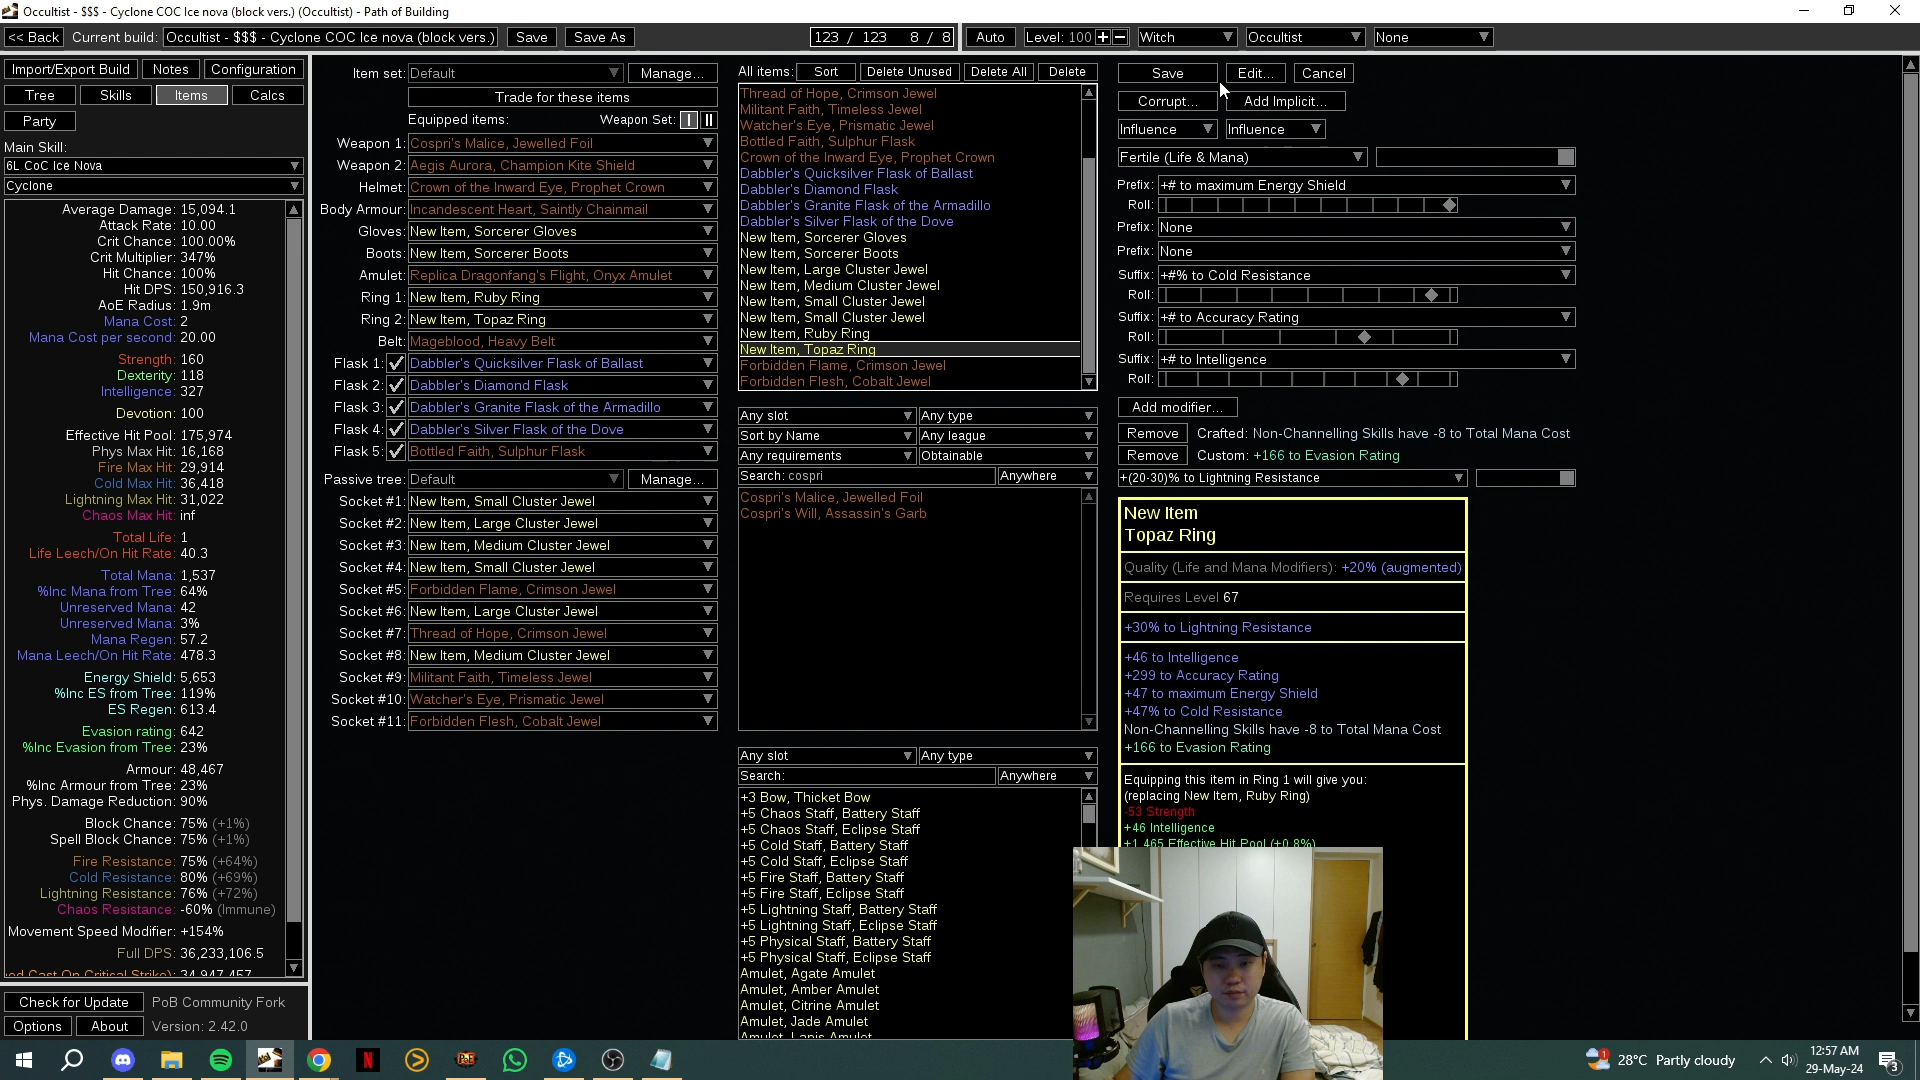 Occultist - $$$ - Cyclone COC Ice nova (block vers.) (Occultist) - Path of Building
<< Back
Current build: Occultist - $$$ - Cyclone COC Ice nova (block vers.)
Save
Save As
123 / 123 8 / 8
Auto
Level: 100 + -
Witch
Occultist
None
Import/Export Build
Notes
Configuration
Tree
Skills
Items
Calcs
Party
Main Skill:
6L CoC Ice Nova
Cyclone
Average Damage: 15,094.1
Attack Rate: 10.00
Crit Chance: 100.00%
Crit Multiplier: 347%
Hit Chance: 100%
Hit DPS: 150,916.3
AoE Radius: 1.9m
Mana Cost: 2
Mana Cost per second: 20.00
Strength: 160
Dexterity: 118
Intelligence: 327
Devotion: 100
Effective Hit Pool: 175,974
Phys Max Hit: 16,168
Fire Max Hit: 29,914
Cold Max Hit: 36,418
Lightning Max Hit: 31,022
Chaos Max Hit: inf
Total Life: 1
Life Leech/On Hit Rate: 40.3
Total Mana: 1,537
%Inc Mana from Tree: 64%
Unreserved Mana: 42
Unreserved Mana: 3%
Mana Regen: 57.2
Mana Leech/On Hit Rate: 478.3
Energy Shield: 5,653
%Inc ES from Tree: 119%
ES Regen: 613.4
Evasion rating: 642
%Inc Evasion from Tree: 23%
Armour: 48,467
%Inc Armour from Tree: 23%
Phys. Damage Reduction: 90%
Block Chance: 75% (+1%)
Spell Block Chance: 75% (+1%)
Fire Resistance: 75% (+64%)
Cold Resistance: 80% (+69%)
Lightning Resistance: 76% (+72%)
Chaos Resistance: -60% (Immune)
Movement Speed Modifier: +154%
Full DPS: 36,233,106.5
Cast On Critical Strike): 34,947,457
Check for Update
PoB Community Fork
Options
About
Version: 2.42.0
Item set: Default
Manage...
Trade for these items
Equipped items:
Weapon Set: I II
Weapon 1: Cospri's Malice, Jewelled Foil
Weapon 2: Aegis Aurora, Champion Kite Shield
Helmet: Crown of the Inward Eye, Prophet Crown
Body Armour: Incandescent Heart, Saintly Chainmail
Gloves: New Item, Sorcerer Gloves
Boots: New Item, Sorcerer Boots
Amulet: Replica Dragonfang's Flight, Onyx Amulet
Ring 1: New Item, Ruby Ring
Ring 2: New Item, Topaz Ring
Belt: Mageblood, Heavy Belt
Flask 1: Dabbler's Quicksilver Flask of Ballast
Flask 2: Dabbler's Diamond Flask
Flask 3: Dabbler's Granite Flask of the Armadillo
Flask 4: Dabbler's Silver Flask of the Dove
Flask 5: Bottled Faith, Sulphur Flask
Passive tree: Default
Manage...
Socket #1: New Item, Small Cluster Jewel
Socket #2: New Item, Large Cluster Jewel
Socket #3: New Item, Medium Cluster Jewel
Socket #4: New Item, Small Cluster Jewel
Socket #5: Forbidden Flame, Crimson Jewel
Socket #6: New Item, Large Cluster Jewel
Socket #7: Thread of Hope, Crimson Jewel
Socket #8: New Item, Medium Cluster Jewel
Socket #9: Militant Faith, Timeless Jewel
Socket #10: Watcher's Eye, Prismatic Jewel
Socket #11: Forbidden Flesh, Cobalt Jewel
All items:
Sort
Delete Unused
Delete All
Delete
Thread of Hope, Crimson Jewel
Militant Faith, Timeless Jewel
Watcher's Eye, Prismatic Jewel
Bottled Faith, Sulphur Flask
Crown of the Inward Eye, Prophet Crown
Dabbler's Quicksilver Flask of Ballast
Dabbler's Diamond Flask
Dabbler's Granite Flask of the Armadillo
Dabbler's Silver Flask of the Dove
New Item, Sorcerer Gloves
New Item, Sorcerer Boots
New Item, Large Cluster Jewel
New Item, Medium Cluster Jewel
New Item, Small Cluster Jewel
New Item, Small Cluster Jewel
New Item, Ruby Ring
New Item, Topaz Ring
Forbidden Flame, Crimson Jewel
Forbidden Flesh, Cobalt Jewel
Any slot
Any type
Sort by Name
Any league
Any requirements
Obtainable
Search: cospri
Anywhere
Cospri's Malice, Jewelled Foil
Cospri's Will, Assassin's Garb
Any slot
Any type
Search:
Anywhere
+3 Bow, Thicket Bow
+5 Chaos Staff, Battery Staff
+5 Chaos Staff, Eclipse Staff
+5 Cold Staff, Battery Staff
+5 Cold Staff, Eclipse Staff
+5 Fire Staff, Battery Staff
+5 Fire Staff, Eclipse Staff
+5 Lightning Staff, Battery Staff
+5 Lightning Staff, Eclipse Staff
+5 Physical Staff, Battery Staff
+5 Physical Staff, Eclipse Staff
Amulet, Agate Amulet
Amulet, Amber Amulet
Amulet, Citrine Amulet
Amulet, Jade Amulet
Amulet, Lapis Amulet
Save
Edit...
Cancel
Corrupt...
Add Implicit...
Influence
Influence
Fertile (Life & Mana)
Prefix: +# to maximum Energy Shield
Roll:
Prefix: None
Prefix: None
Suffix: +#% to Cold Resistance
Roll:
Suffix: +# to Accuracy Rating
Roll:
Suffix: +# to Intelligence
Roll:
Add modifier...
Remove
Crafted: Non-Channelling Skills have -8 to Total Mana Cost
Remove
Custom: +166 to Evasion Rating
+(20-30)% to Lightning Resistance
New Item
Topaz Ring
Quality (Life and Mana Modifiers): +20% (augmented)
Requires Level 67
+30% to Lightning Resistance
+46 to Intelligence
+299 to Accuracy Rating
+47 to maximum Energy Shield
+47% to Cold Resistance
Non-Channelling Skills have -8 to Total Mana Cost
+166 to Evasion Rating
Equipping this item in Ring 1 will give you:
(replacing New Item, Ruby Ring)
-53 Strength
+46 Intelligence
+1,465 Effective Hit Pool (+0.8%)
28°C Partly cloudy
12:57 AM
29-May-24
3